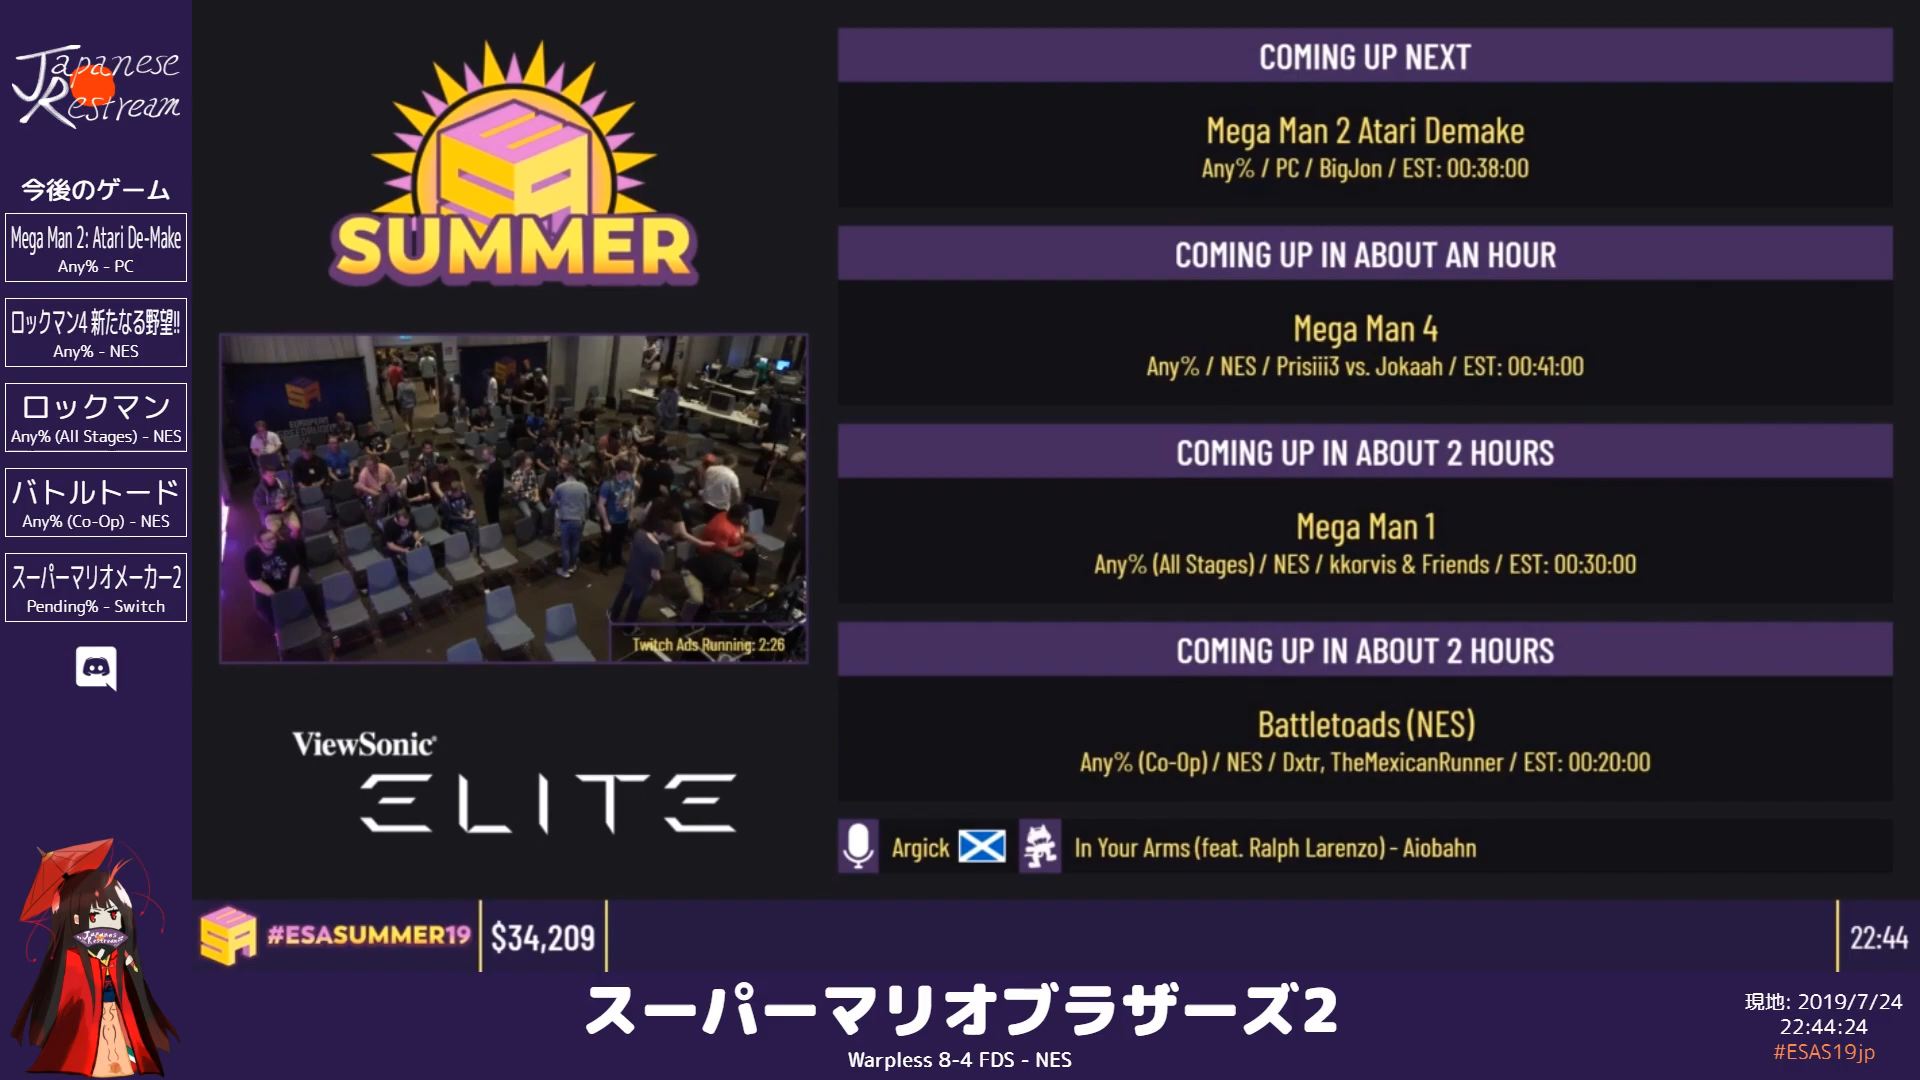 Japanese
Restream
今後のゲーム
Mega Man 2: Atari De-Make
Any% - PC
ロックマン4 新たなる野望!!
Any% - NES
ロックマン
Any% (All Stages) - NES
バトルトード
Any% (Co-Op) - NES
スーパーマリオメーカー2
Pending% - Switch
ESA
SUMMER
Twitch Ads Running: 2:26
ViewSonic
ELITE
COMING UP NEXT
Mega Man 2 Atari Demake
Any% / PC / BigJon / EST: 00:38:00
COMING UP IN ABOUT AN HOUR
Mega Man 4
Any% / NES / Prisiii3 vs. Jokaah / EST: 00:41:00
COMING UP IN ABOUT 2 HOURS
Mega Man 1
Any% (All Stages) / NES / kkorvis & Friends / EST: 00:30:00
COMING UP IN ABOUT 2 HOURS
Battletoads (NES)
Any% (Co-Op) / NES / Dxtr, TheMexicanRunner / EST: 00:20:00
Argick
In Your Arms (feat. Ralph Larenzo) - Aiobahn
ESA
#ESASUMMER19
$34,209
22:44
スーパーマリオブラザーズ2
Warpless 8-4 FDS - NES
現地: 2019/7/24
22:44:24
#ESAS19jp